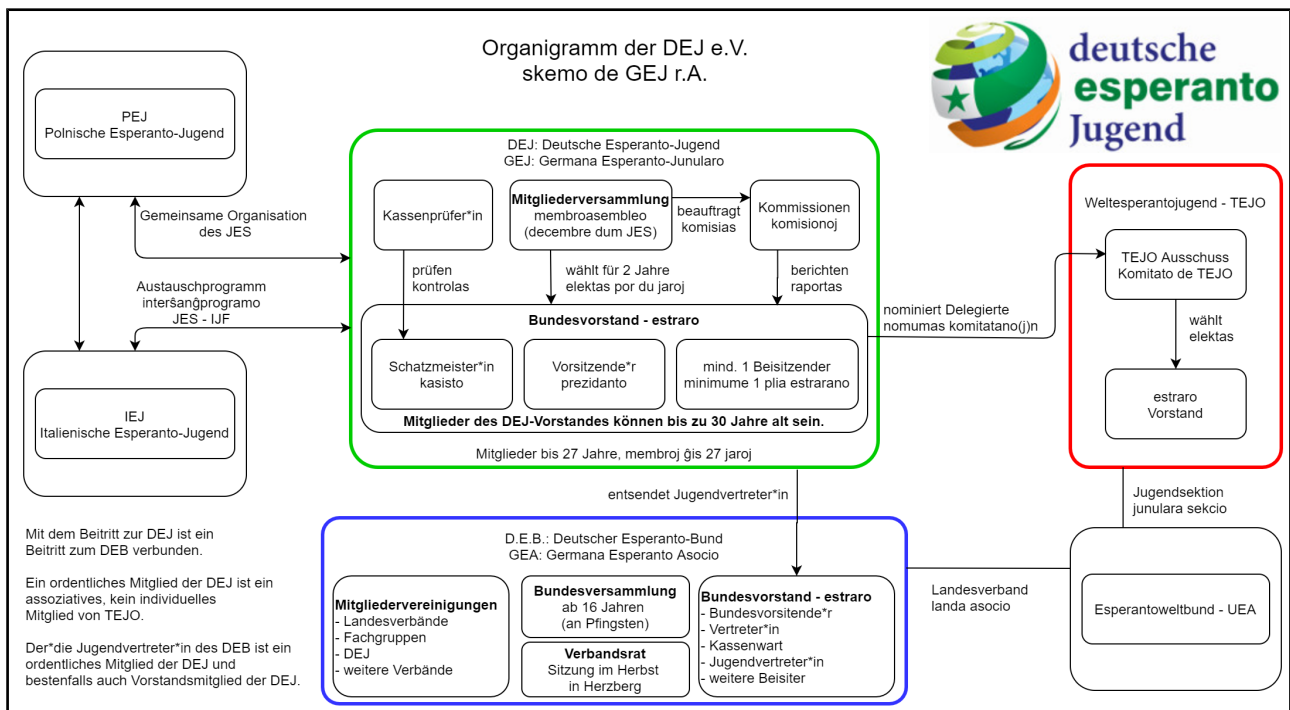 Organigramm der DEJ e.V.
skemo de GEJ r.A.
deutsche
esperanto
Jugend
PEJ
Polnische Esperanto-Jugend
Gemeinsame Organisation
des JES
Austauschprogramm
interŝanĝprogramo
JES - IJF
IEJ
Italienische Esperanto-Jugend
DEJ: Deutsche Esperanto-Jugend
GEJ: Germana Esperanto-Junularo
Kassenprüfer*in
Mitgliederversammlung
membroasembleo
(decembre dum JES)
beauftragt
komisias
Kommissionen
komisionoj
prüfen
kontrolas
wählt für 2 Jahre
elektas por du jaroj
berichten
raportas
Bundesvorstand - estraro
Schatzmeister*in
kasisto
Vorsitzende*r
prezidanto
mind. 1 Beisitzender
minimume 1 plia estrarano
Mitglieder des DEJ-Vorstandes können bis zu 30 Jahre alt sein.
Mitglieder bis 27 Jahre, membroj ĝis 27 jaroj
nominiert Delegierte
nomumas komitatano(j)n
Weltesperantojugend - TEJO
TEJO Ausschuss
Komitato de TEJO
wählt
elektas
estraro
Vorstand
entsendet Jugendvertreter*in
Jugendsektion
junulara sekcio
Mit dem Beitritt zur DEJ ist ein
Beitritt zum DEB verbunden.
Ein ordentliches Mitglied der DEJ ist ein
assoziatives, kein individuelles
Mitglied von TEJO.
Der*die Jugendvertreter*in des DEB ist ein
ordentliches Mitglied der DEJ und
bestenfalls auch Vorstandsmitglied der DEJ.
D.E.B.: Deutscher Esperanto-Bund
GEA: Germana Esperanto Asocio
Mitgliedervereinigungen
- Landesverbände
- Fachgruppen
- DEJ
- weitere Verbände
Bundesversammlung
ab 16 Jahren
(an Pfingsten)
Verbandsrat
Sitzung im Herbst
in Herzberg
Bundesvorstand - estraro
- Bundesvorsitende*r
- Vertreter*in
- Kassenwart
- Jugendvertreter*in
- weitere Beisiter
Landesverband
landa asocio
Esperantoweltbund - UEA